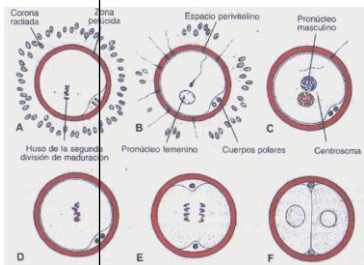 Corona
radiada
Zona
pelúcida
Espacio perivitelino
Pronúcleo
masculino
A
B
C
Huso de la segunda
división de maduración
Pronúcleo femenino
Cuerpos polares
Centrosoma
D
E
F